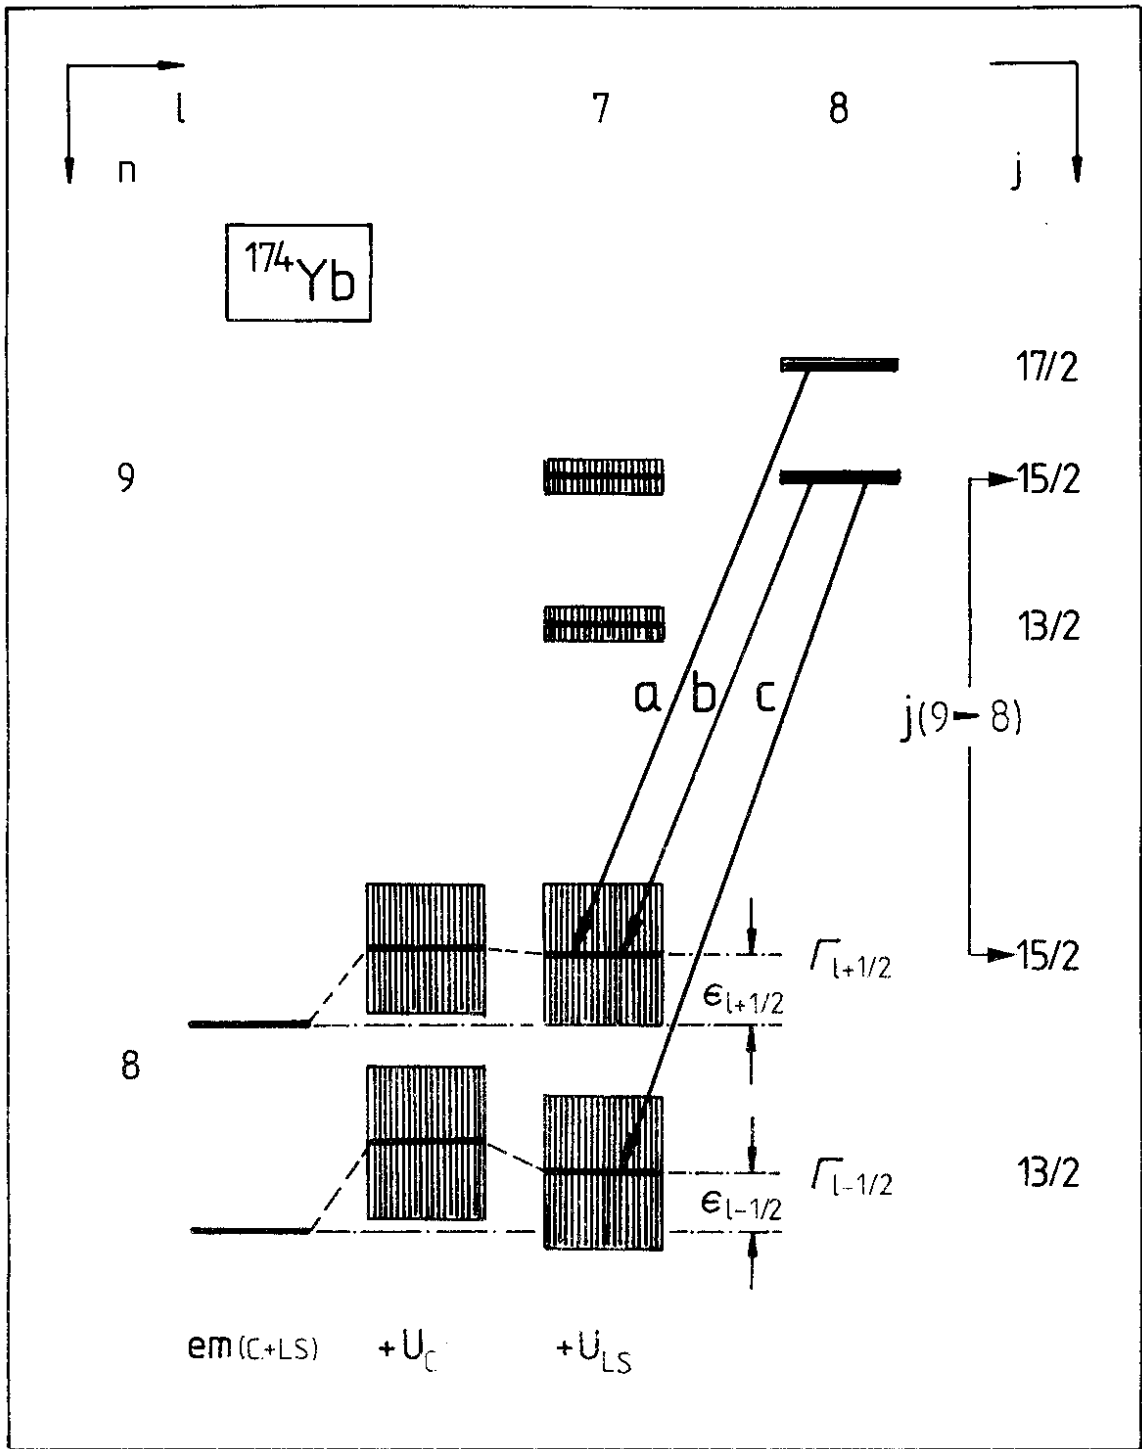 l 7 8
n j
¹⁷⁴Yb
17/2
9 15/2
13/2
a b c
j(9–8)
Γl+1/2 15/2
ϵl+1/2
8
Γl-1/2 13/2
ϵl-1/2
em(C+LS) +UC +ULS